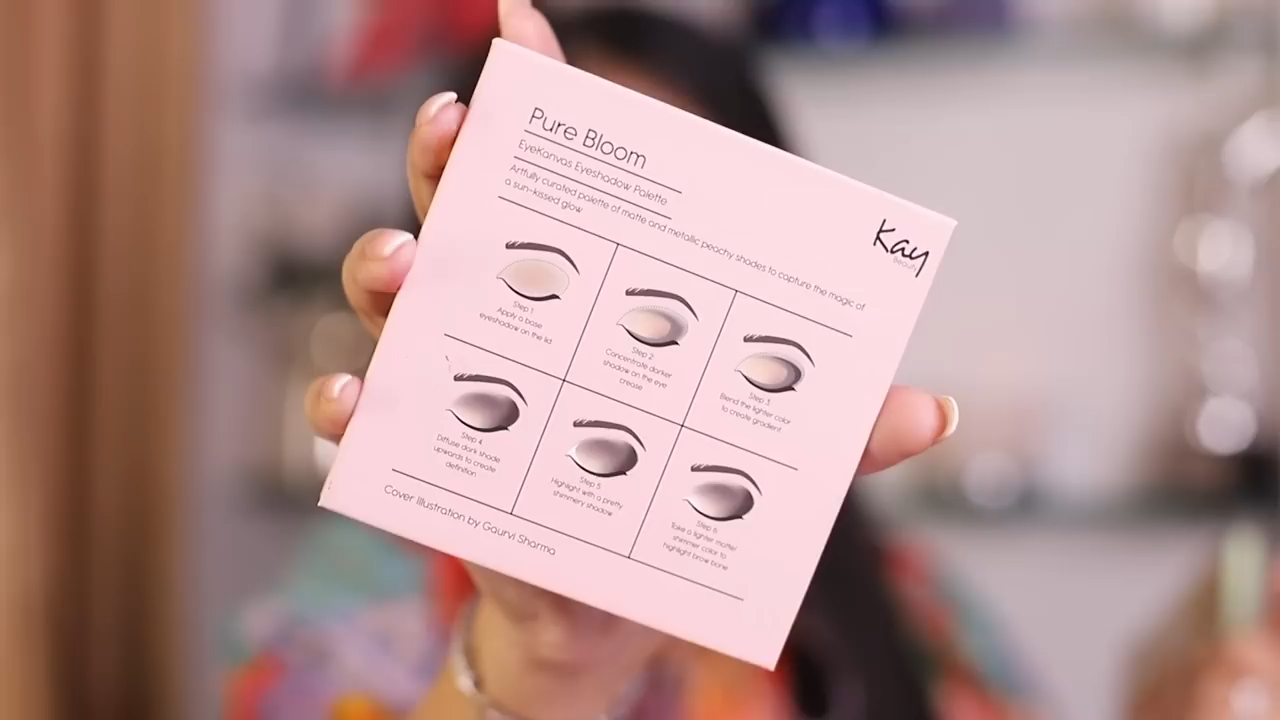 Pure Bloom
EyeKanvas Eyeshadow Palette
Artfully curated palette of matte and metallic peachy shades to capture the magic of
a sun-kissed glow
Kay
Beauty
Step 1
Apply a base
eyeshadow on the lid
Step 2
Concentrate darker
shadow on the eye
crease
Step 3
Blend the lighter color
to create gradient
Step 4
Diffuse dark shade
upwards to create
definition
Step 5
Highlight with a pretty
shimmery shadow
Step 6
Take a lighter matte/
shimmer color to
highlight brow bone
Cover Illustration by Gaurvi Sharma